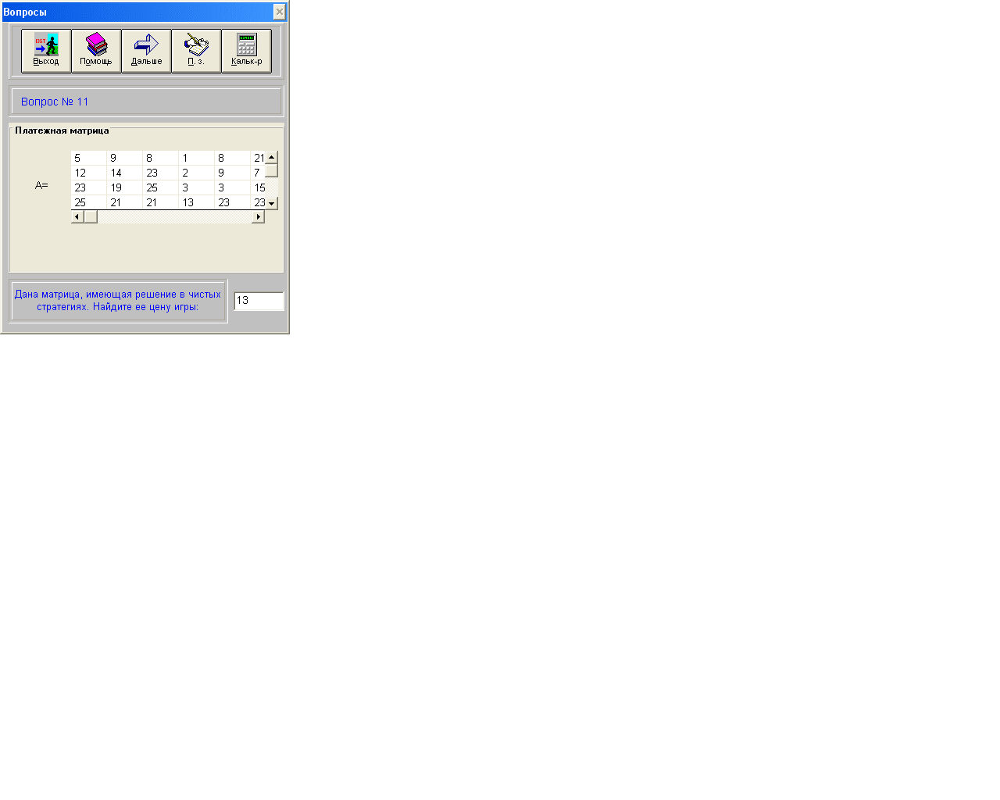 Вопросы
EXIT
Выход Помощь Дальше П. з. Кальк-р
Вопрос № 11
Платежная матрица
A=
5 9 8 1 8 21
12 14 23 2 9 7
23 19 25 3 3 15
25 21 21 13 23 23
Дана матрица, имеющая решение в чистых
стратегиях. Найдите ее цену игры:
13